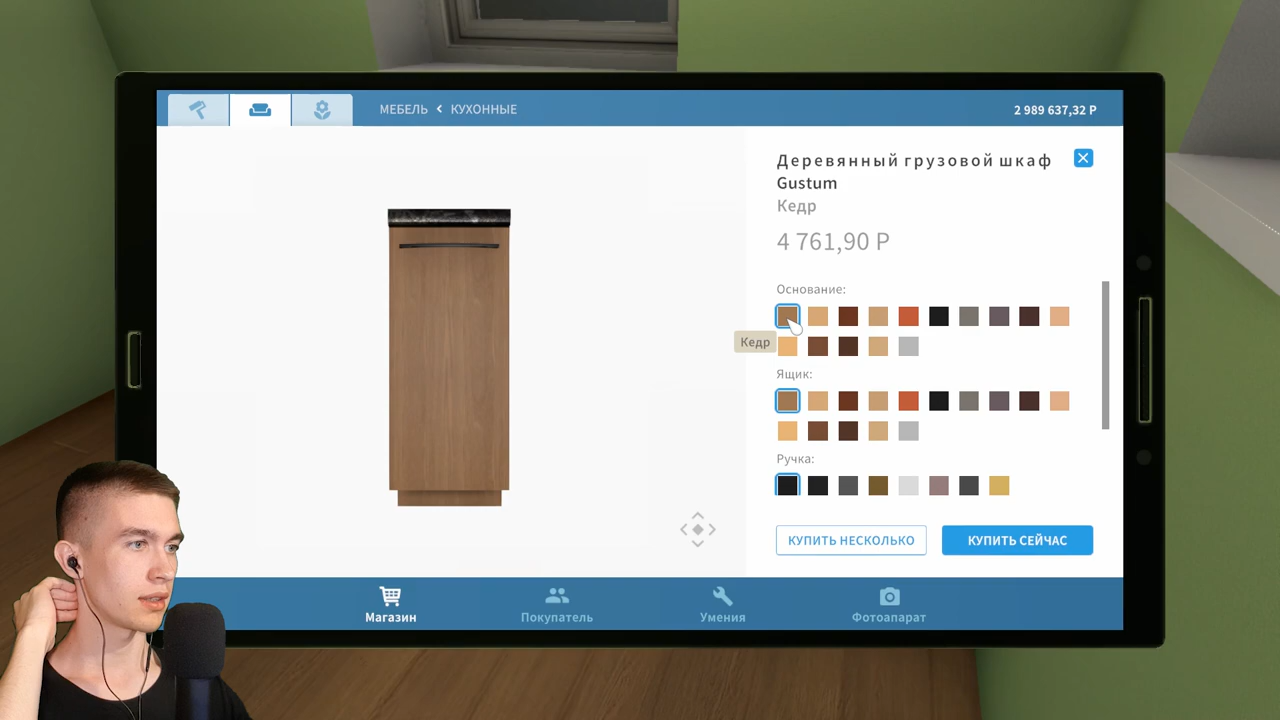 МЕБЕЛЬ < КУХОННЫЕ
2 989 637,32 Р
Деревянный грузовой шкаф
Gustum
Кедр
4 761,90 Р
Основание:
Кедр
Ящик:
Ручка:
КУПИТЬ НЕСКОЛЬКО
КУПИТЬ СЕЙЧАС
Магазин
Покупатель
Умения
Фотоаппарат